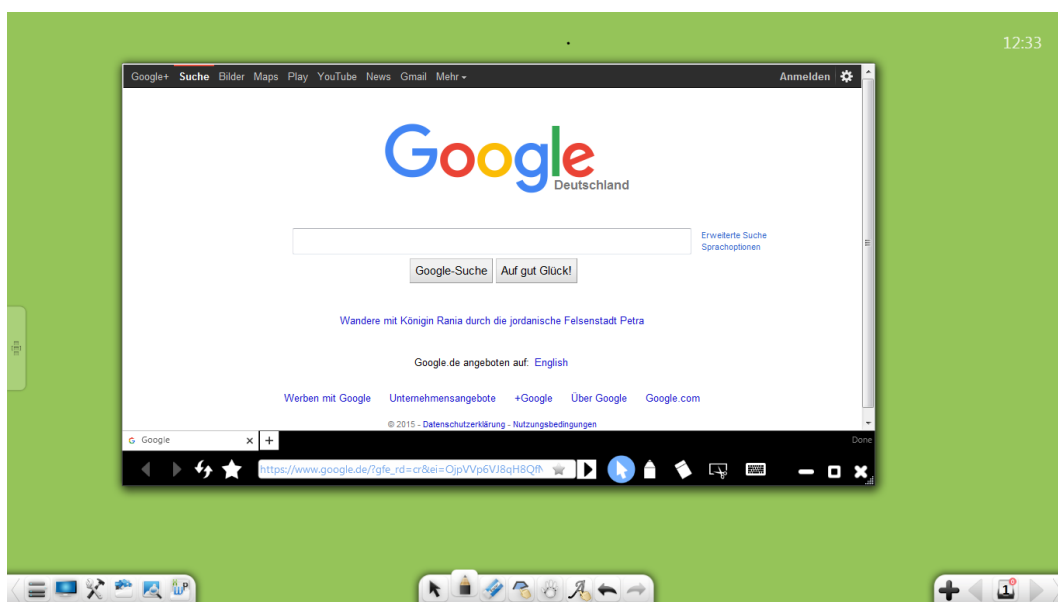 12:33
Google+ Suche Bilder Maps Play YouTube News Gmail Mehr Anmelden
Google
Deutschland
Erweiterte Suche
Sprachoptionen
Google-Suche Auf gut Glück!
Wandere mit Königin Rania durch die jordanische Felsenstadt Petra
Google.de angeboten auf: English
Werben mit Google Unternehmensangebote +Google Über Google Google.com
© 2015 - Datenschutzerklärung - Nutzungsbedingungen
G Google Done
https://www.google.de/?gfe_rd=cr&ei=OjpVVp6VJ8qH8QfN
1